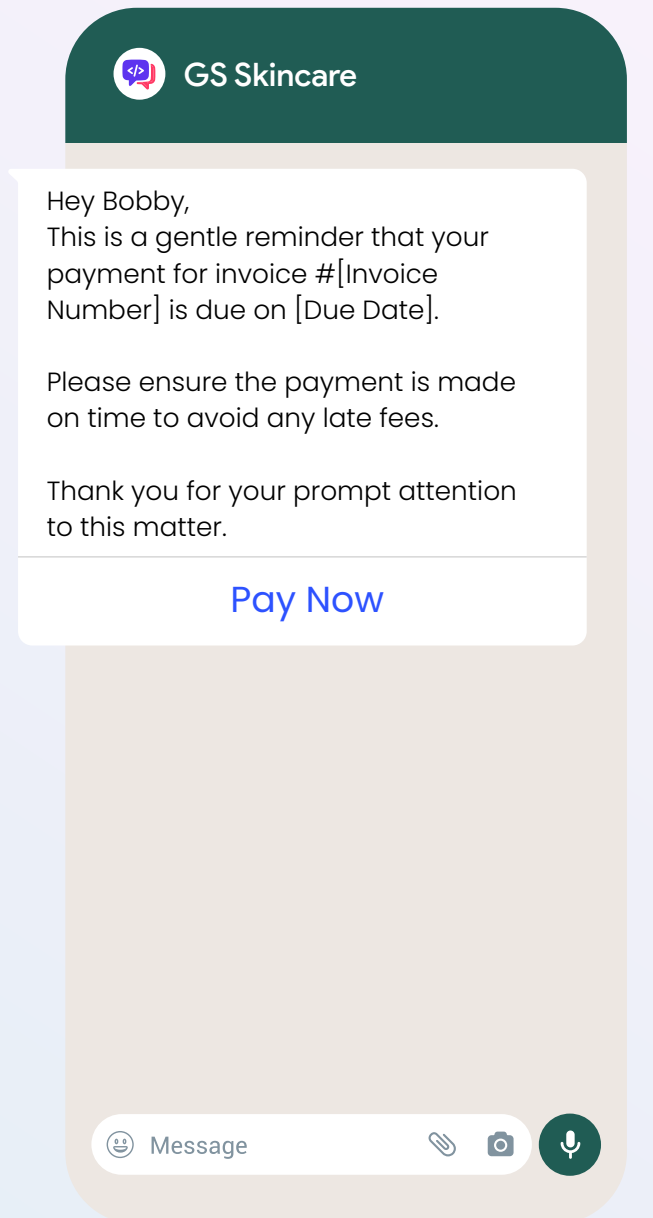 </>
GS Skincare
Hey Bobby,
This is a gentle reminder that your
payment for invoice #[Invoice
Number] is due on [Due Date].
Please ensure the payment is made
on time to avoid any late fees.
Thank you for your prompt attention
to this matter.
Pay Now
Message